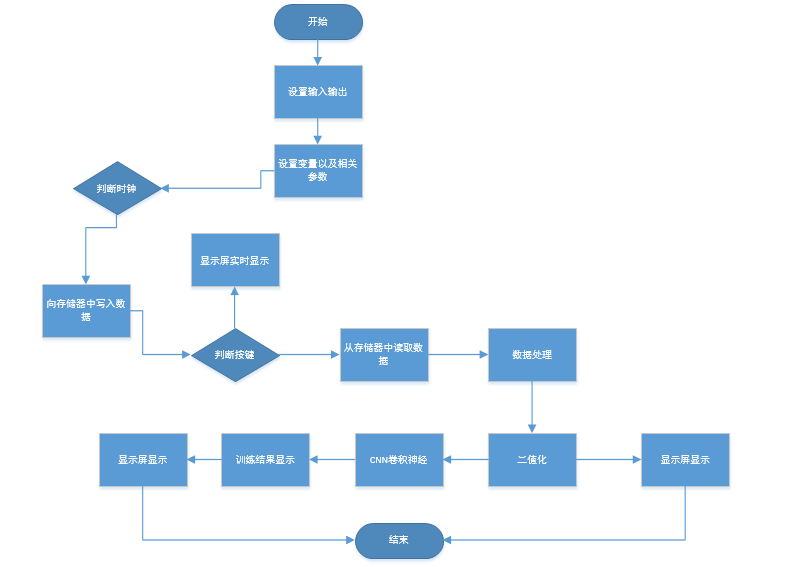 开始
设置输入输出
设置变量以及相关
参数
判断时钟
显示屏实时显示
向存储器中写入数
据
判断按键
从存储器中读取数
据
数据处理
显示屏显示
训练结果显示
CNN卷积神经
二值化
显示屏显示
结束